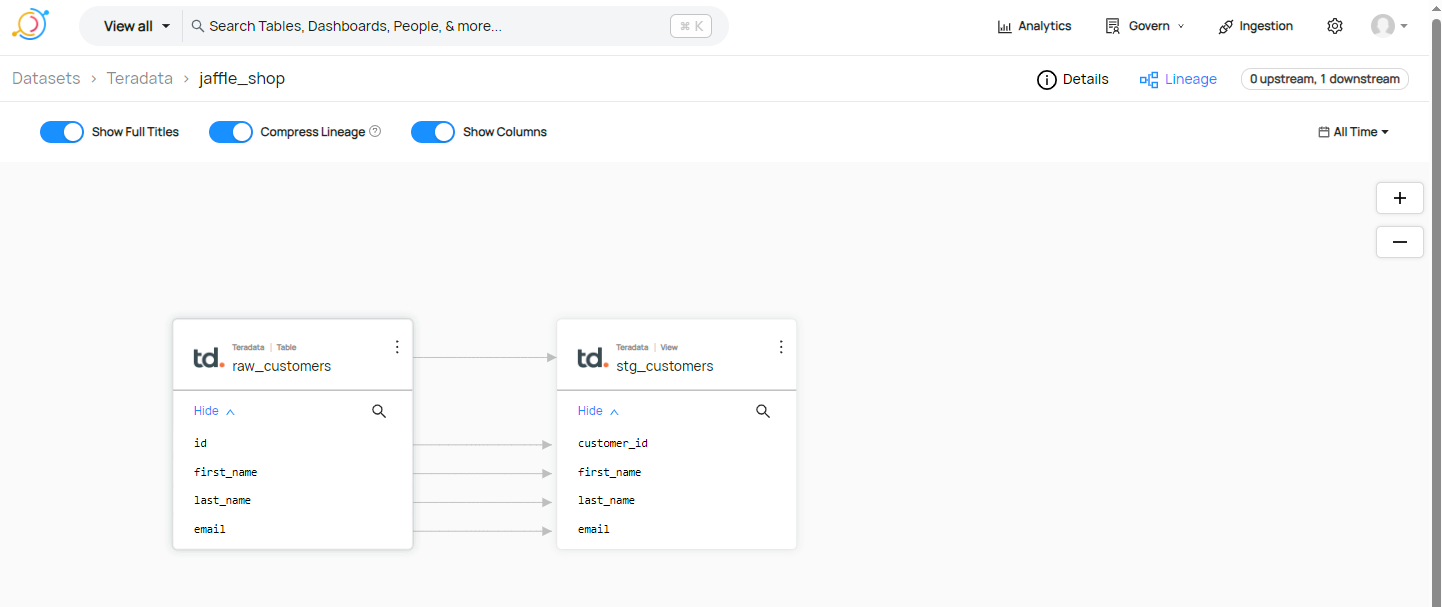 View all Search Tables, Dashboards, People, & more... ⌘ K Analytics Govern Ingestion
Datasets > Teradata > jaffle_shop Details Lineage 0 upstream, 1 downstream
Show Full Titles Compress Lineage ? Show Columns All Time
+
−
Teradata | Table
td. raw_customers
Hide
id
first_name
last_name
email
Teradata | View
td. stg_customers
Hide
customer_id
first_name
last_name
email